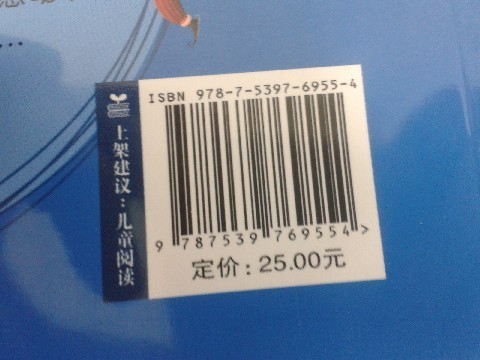 ……
ISBN 978-7-5397-6955-4
9 787539 769554 >
定价：25.00元
上架建议：儿童阅读